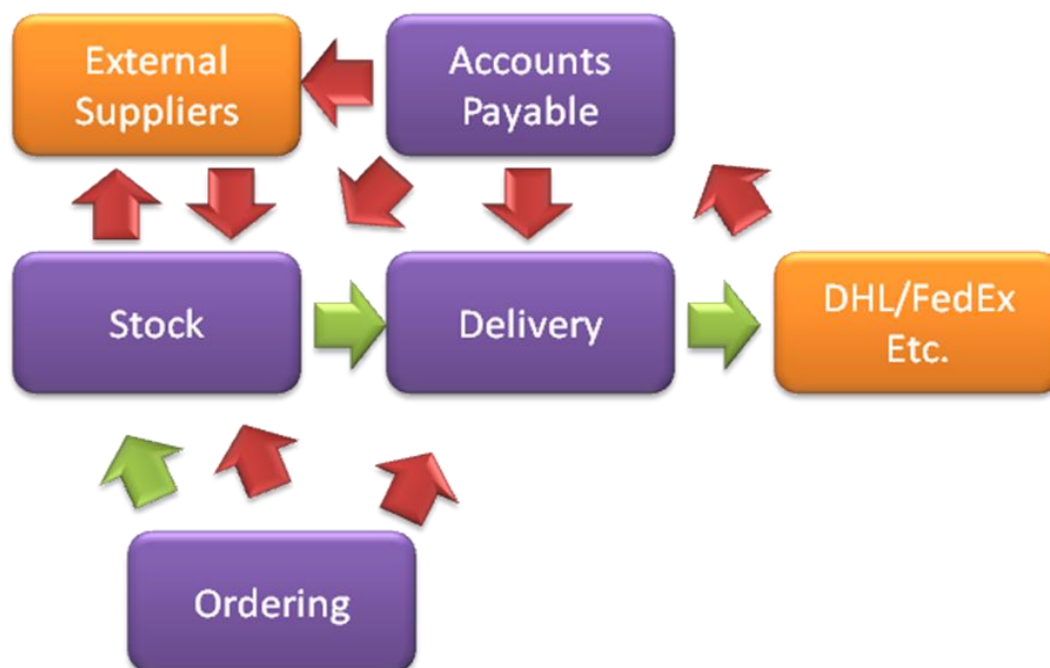 External
Suppliers
Accounts
Payable
Stock
Delivery
DHL/FedEx
Etc.
Ordering